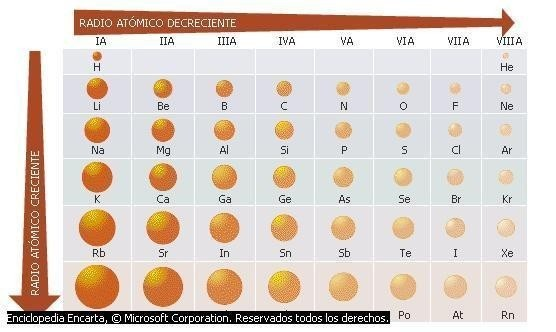 RADIO ATÓMICO DECRECIENTE
IA IIA IIIA IVA VA VIA VIIA VIIIA
RADIO ATÓMICO CRECIENTE
H He
Li Be B C N O F Ne
Na Mg Al Si P S Cl Ar
K Ca Ga Ge As Se Br Kr
Rb Sr In Sn Sb Te I Xe
Po At Rn
Enciclopedia Encarta, © Microsoft Corporation. Reservados todos los derechos.